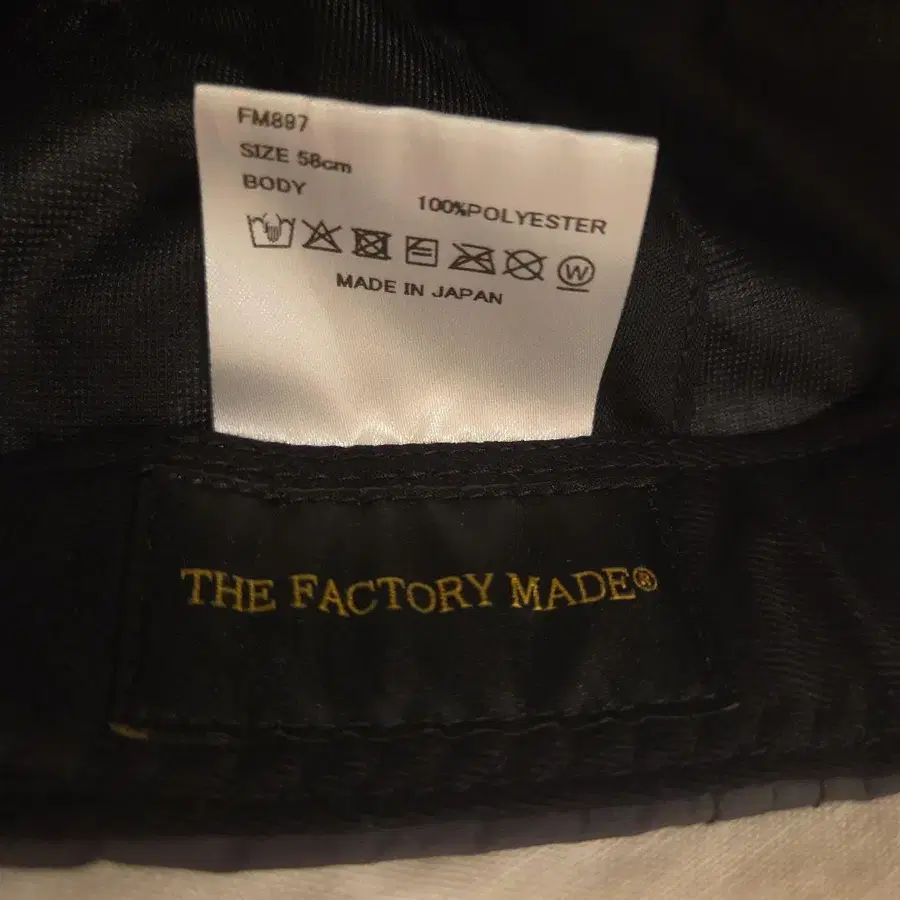 FM897
SIZE 58cm
BODY
100%POLYESTER
W
MADE IN JAPAN
THE FACTORY MADE®